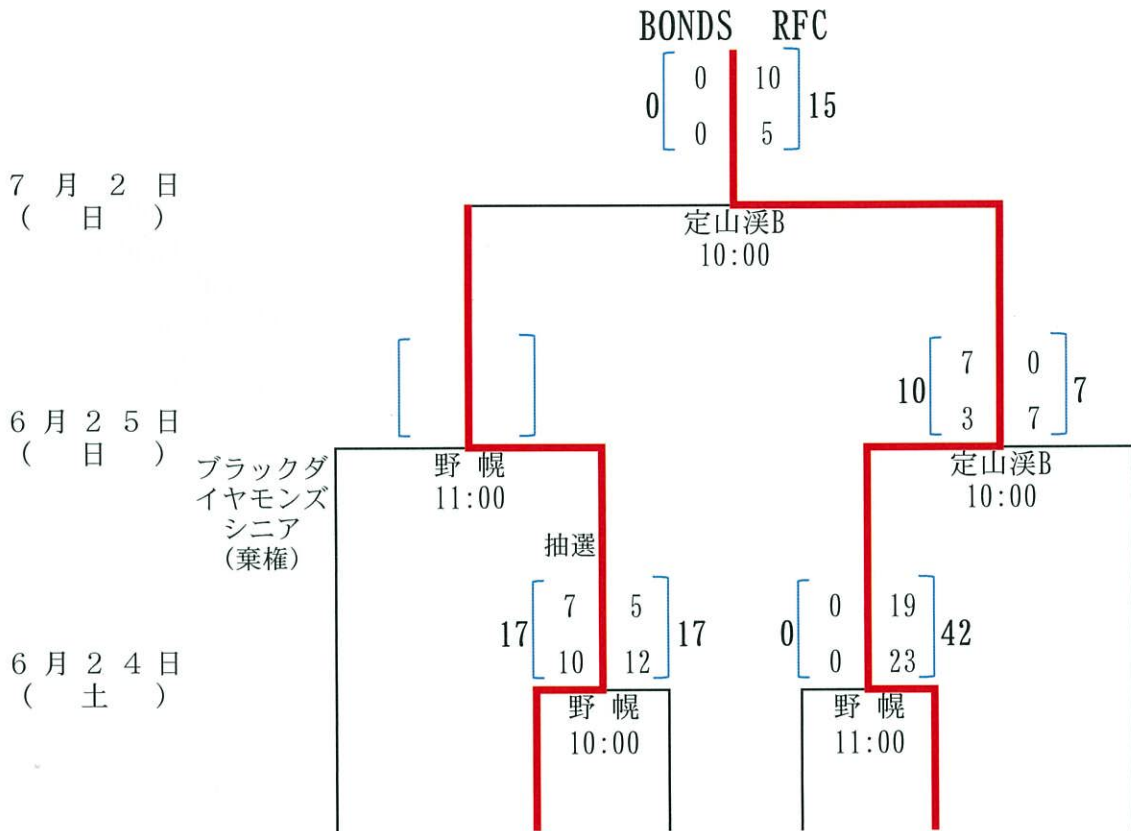 BONDS RFC
0 0 10 15
0 5
7月2日
(日)
定山渓B
10:00
7 0
10 7
3 7
6月25日
(日)
ブラックダ
イヤモンズ
シニア
(棄権)
野幌
11:00
定山渓B
10:00
抽選
7 5
17 17
10 12
0 19
0 42
0 23
6月24日
(土)
野幌
10:00
野幌
11:00